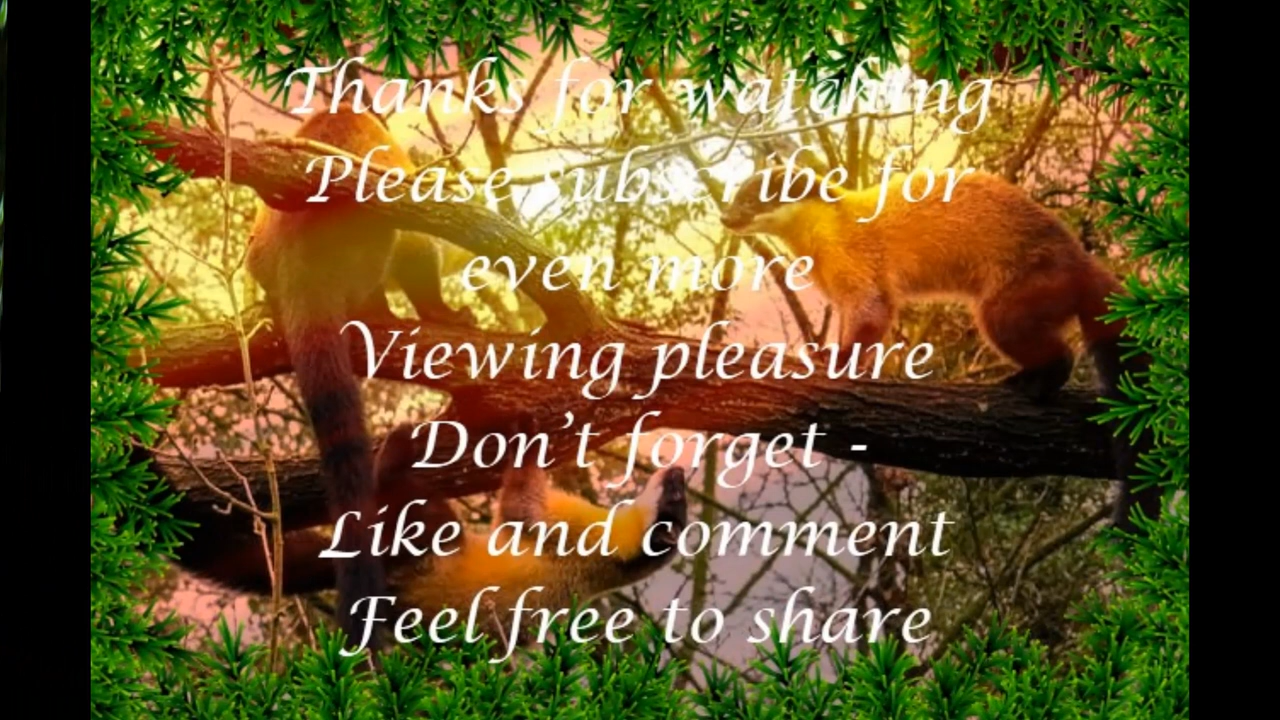 Thanks for watching
Please subscribe for
even more
Viewing pleasure
Don't forget -
Like and comment
Feel free to share